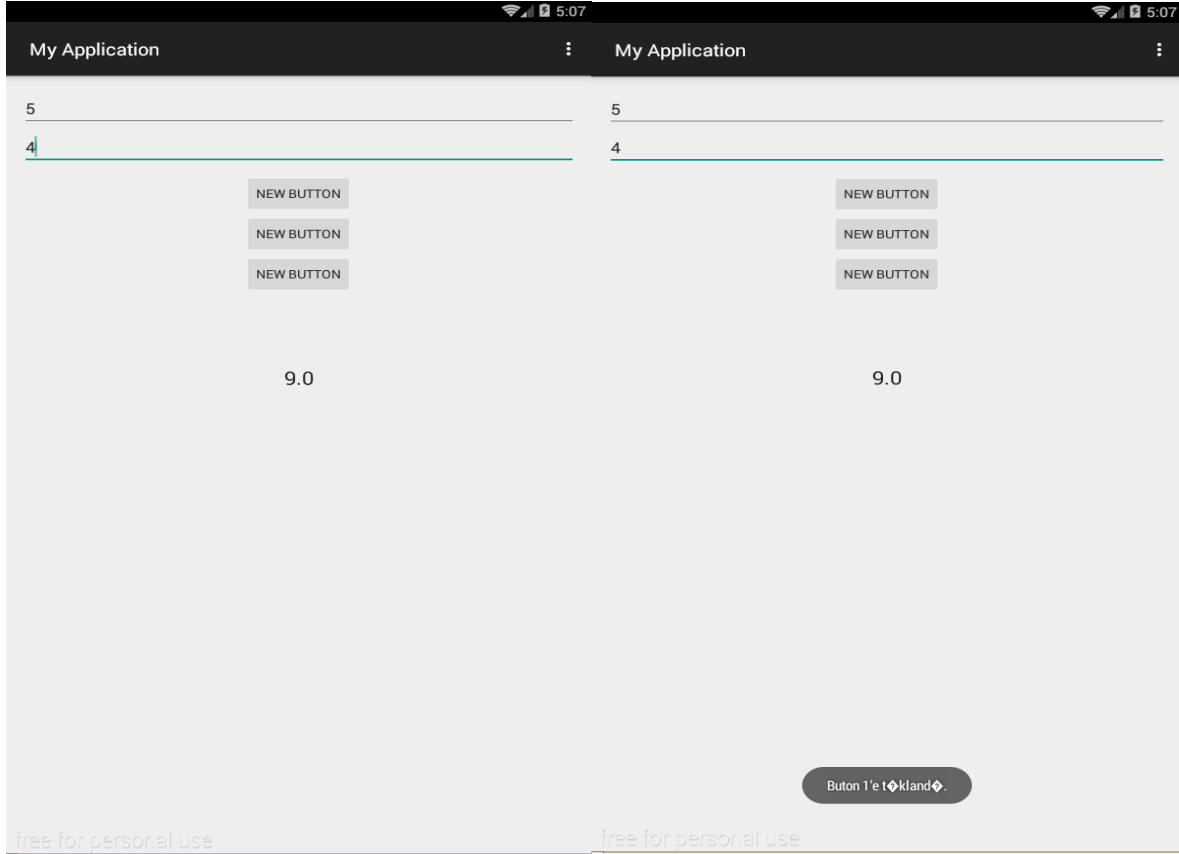 5:07
My Application
5
4
NEW BUTTON
NEW BUTTON
NEW BUTTON
9.0
free for personal use
5:07
My Application
5
4
NEW BUTTON
NEW BUTTON
NEW BUTTON
9.0
Buton 1'e t�kland�.
free for personal use